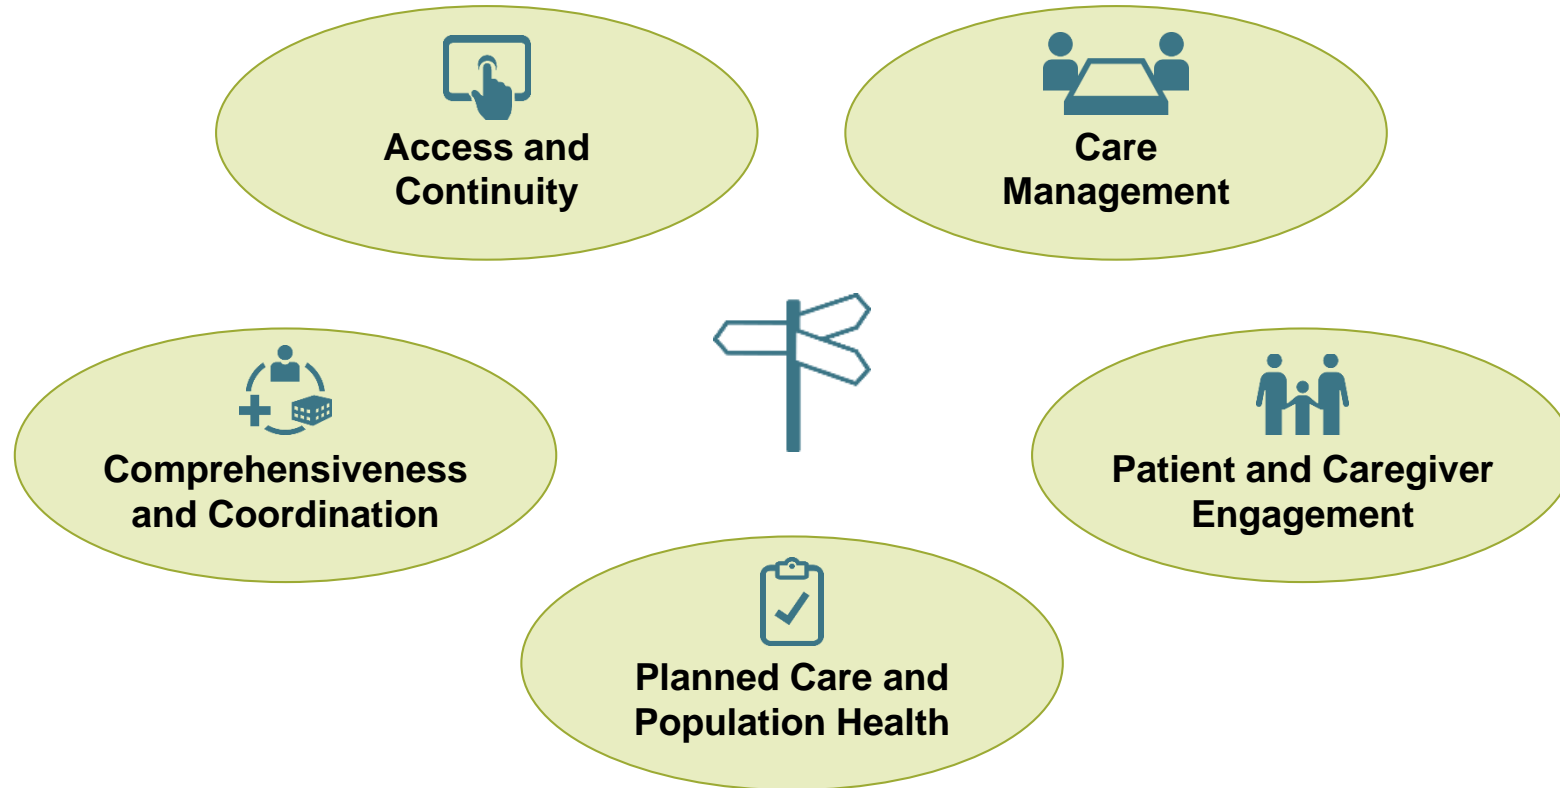 Access and
Continuity
Care
Management
Comprehensiveness
and Coordination
Patient and Caregiver
Engagement
Planned Care and
Population Health